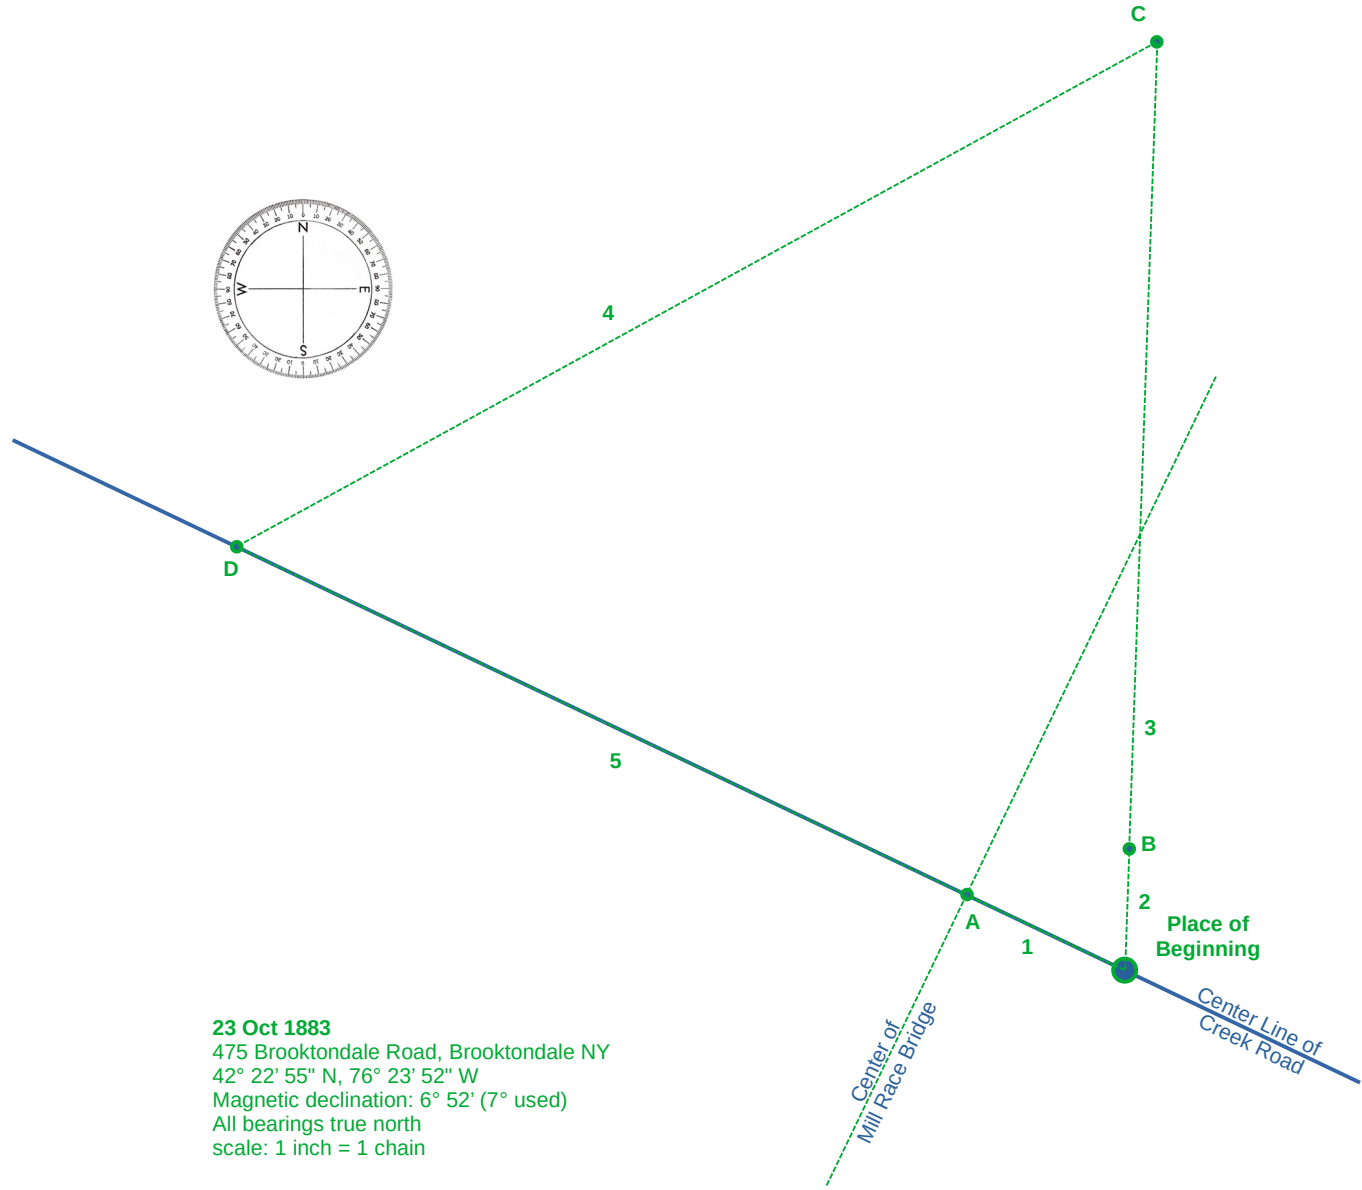 C
N
W
E
S
4
D
3
5
B
2
A
Place of
Beginning
1
Center Line of
Creek Road
Center of
Mill Race Bridge
23 Oct 1883
475 Brooktondale Road, Brooktondale NY
42° 22’ 55" N, 76° 23’ 52" W
Magnetic declination: 6° 52’ (7° used)
All bearings true north
scale: 1 inch = 1 chain